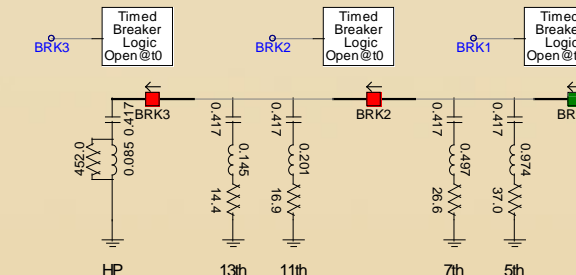 Timed
Breaker
Logic
Open@t0
BRK3
Timed
Breaker
Logic
Open@t0
BRK2
Timed
Breake
Logic
Open@t0
BRK1
BRK3
BRK2
0.417
452.0
0.085
0.417
0.145
14.4
0.417
0.201
16.9
0.417
0.497
26.6
0.417
0.974
37.0
HP
13th
11th
7th
5th